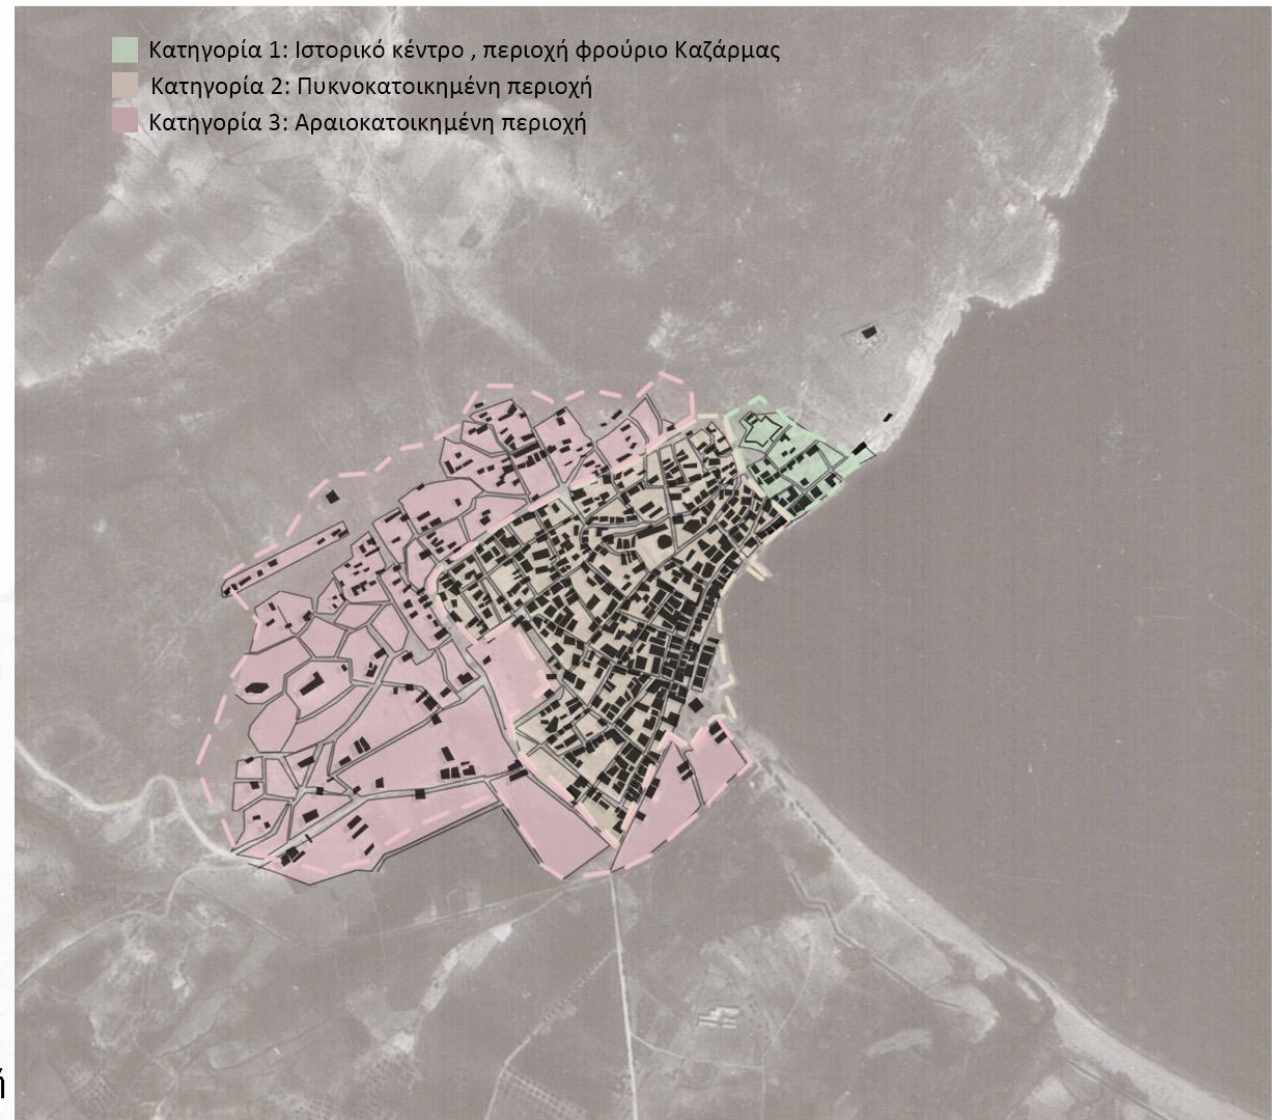 Κατηγορία 1: Ιστορικό κέντρο , περιοχή φρούριο Καζάρμας
Κατηγορία 2: Πυκνοκατοικημένη περιοχή
Κατηγορία 3: Αραιοκατοικημένη περιοχή
ή